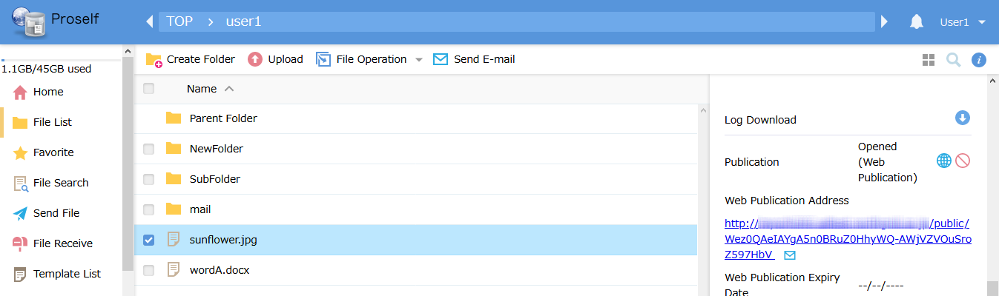 Proself
TOP > user1
User1
1.1GB/45GB used
Home
File List
Favorite
File Search
Send File
File Receive
Template List
Create Folder
Upload
File Operation
Send E-mail
Name
Parent Folder
NewFolder
SubFolder
mail
sunflower.jpg
wordA.docx
Log Download
Publication
Opened
(Web
Publication)
Web Publication Address
http:// /public/
Wez0QAeIAYgA5n0BRuZ0HhyWQ-AWjVZVOuSro
Z597HbV
Web Publication Expiry
Date
--/--/----